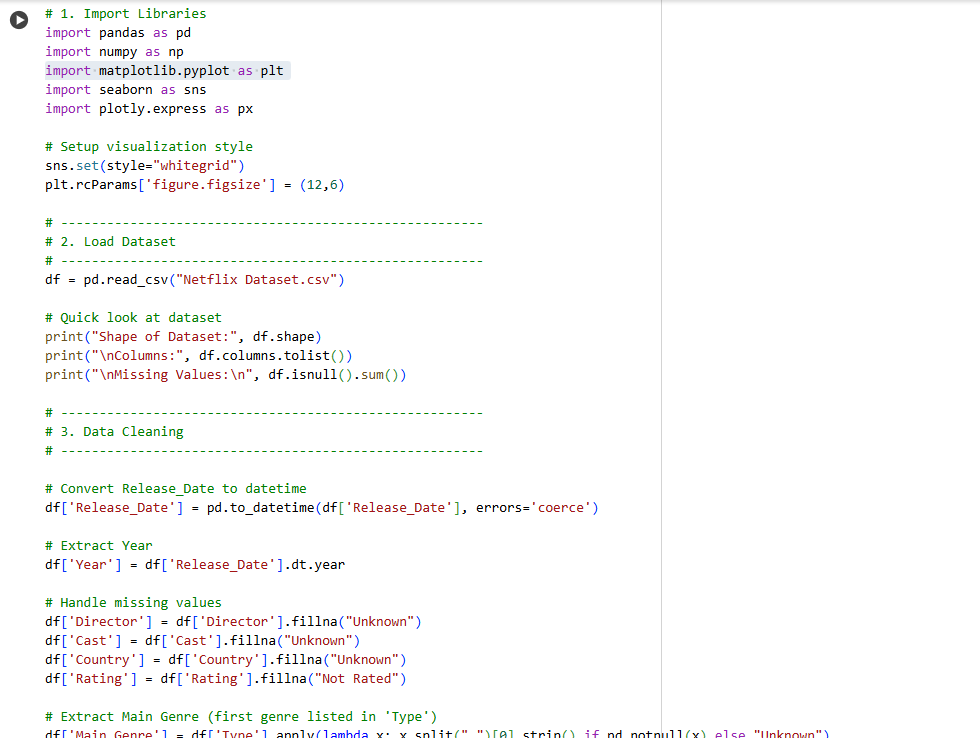 # 1. Import Libraries
import pandas as pd
import numpy as np
import matplotlib.pyplot as plt
import seaborn as sns
import plotly.express as px
# Setup visualization style
sns.set(style="whitegrid")
plt.rcParams['figure.figsize'] = (12,6)
# -------------------------------------------------------
# 2. Load Dataset
# -------------------------------------------------------
df = pd.read_csv("Netflix Dataset.csv")
# Quick look at dataset
print("Shape of Dataset:", df.shape)
print("\nColumns:", df.columns.tolist())
print("\nMissing Values:\n", df.isnull().sum())
# -------------------------------------------------------
# 3. Data Cleaning
# -------------------------------------------------------
# Convert Release_Date to datetime
df['Release_Date'] = pd.to_datetime(df['Release_Date'], errors='coerce')
# Extract Year
df['Year'] = df['Release_Date'].dt.year
# Handle missing values
df['Director'] = df['Director'].fillna("Unknown")
df['Cast'] = df['Cast'].fillna("Unknown")
df['Country'] = df['Country'].fillna("Unknown")
df['Rating'] = df['Rating'].fillna("Not Rated")
# Extract Main Genre (first genre listed in 'Type')
df['Main_Genre'] = df['Type'].apply(lambda x: x.split(",")[0].strip() if pd.notnull(x) else "Unknown")